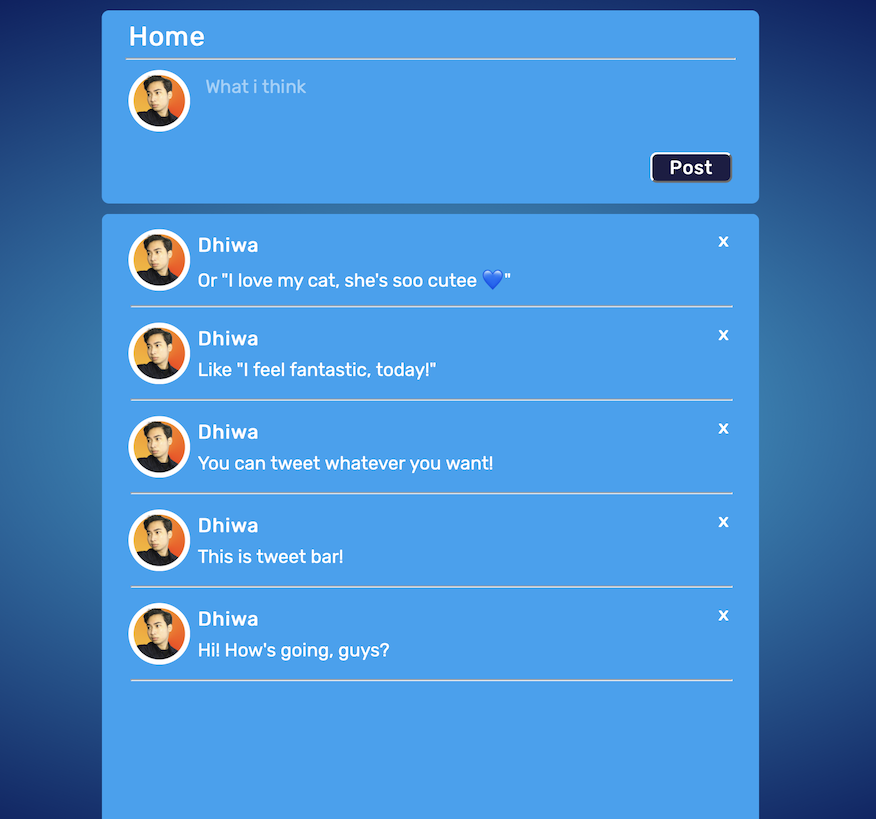 Home
What i think
Post
Dhiwa
x
Or "I love my cat, she's soo cutee 💙"
Dhiwa
x
Like "I feel fantastic, today!"
Dhiwa
x
You can tweet whatever you want!
Dhiwa
x
This is tweet bar!
Dhiwa
x
Hi! How's going, guys?